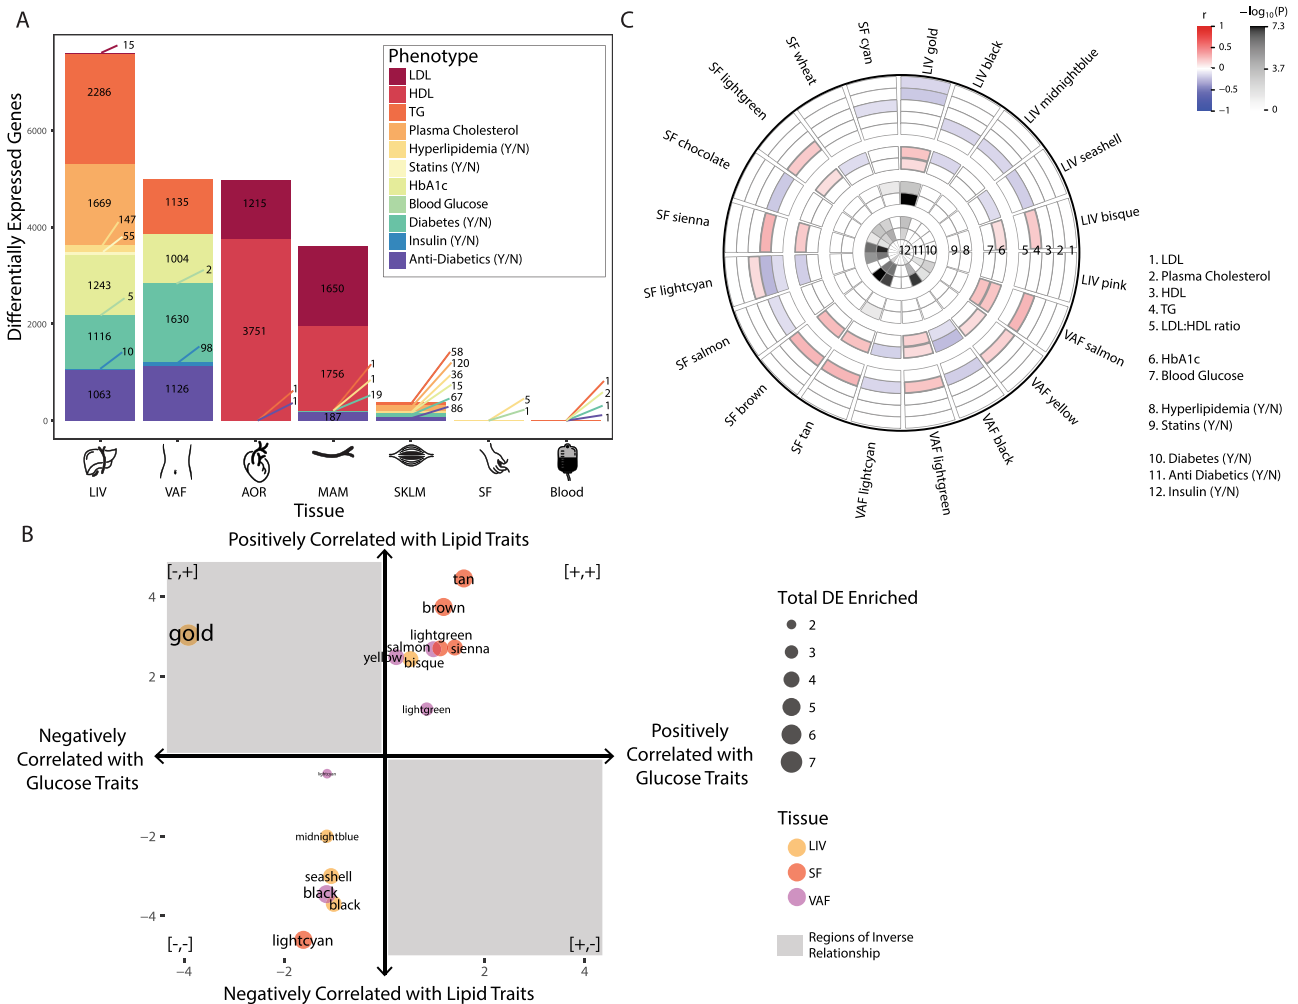 A
Differentially Expressed Genes
6000
4000
2000
0
15
2286
1669
147
55
1243
5
1116
10
1063
1135
1004
2
1630
98
1126
1215
3751
1
1
1650
1756
1
1
19
187
58
120
36
15
67
86
5
1
1
2
1
1
Phenotype
LDL
HDL
TG
Plasma Cholesterol
Hyperlipidemia (Y/N)
Statins (Y/N)
HbA1c
Blood Glucose
Diabetes (Y/N)
Insulin (Y/N)
Anti-Diabetics (Y/N)
LIV
VAF
AOR
MAM
SKLM
SF
Blood
Tissue
C
SF cyan
LIV gold
LIV black
LIV midnightblue
LIV seashell
LIV bisque
LIV pink
VAF salmon
VAF yellow
VAF black
VAF lightgreen
VAF lightcyan
SF tan
SF brown
SF salmon
SF lightcyan
SF sienna
SF chocolate
SF lightgreen
SF wheat
12 11 10 9 8 7 6 5 4 3 2 1
r
1
0.5
0
−0.5
−1
−log10(P)
7.3
3.7
0
1. LDL
2. Plasma Cholesterol
3. HDL
4. TG
5. LDL:HDL ratio
6. HbA1c
7. Blood Glucose
8. Hyperlipidemia (Y/N)
9. Statins (Y/N)
10. Diabetes (Y/N)
11. Anti Diabetics (Y/N)
12. Insulin (Y/N)
B
Positively Correlated with Lipid Traits
[-,+]
[+,+]
4
2
−2
−4
tan
brown
gold
lightgreen
salmon
sienna
yellow
bisque
lightgreen
Negatively
Correlated with
Glucose Traits
Positively
Correlated with
Glucose Traits
lightcyan
midnightblue
seashell
black
black
lightcyan
[-,-]
[+,-]
−4
−2
2
4
Negatively Correlated with Lipid Traits
Total DE Enriched
2
3
4
5
6
7
Tissue
LIV
SF
VAF
Regions of Inverse
Relationship